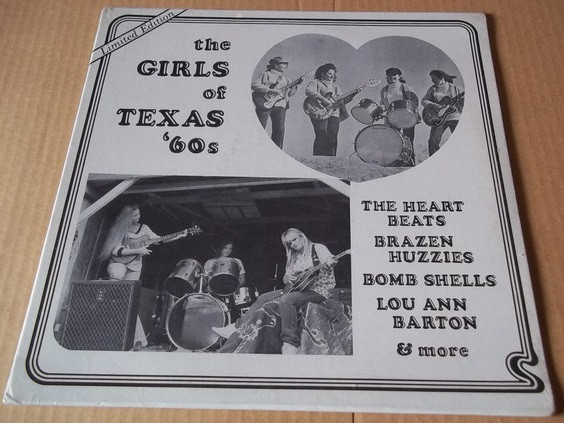 Limited Edition
the
GIRLS
of
TEXAS
'60s
THE HEART
BEATS
BRAZEN
HUZZIES
BOMB SHELLS
LOU ANN
BARTON
& more